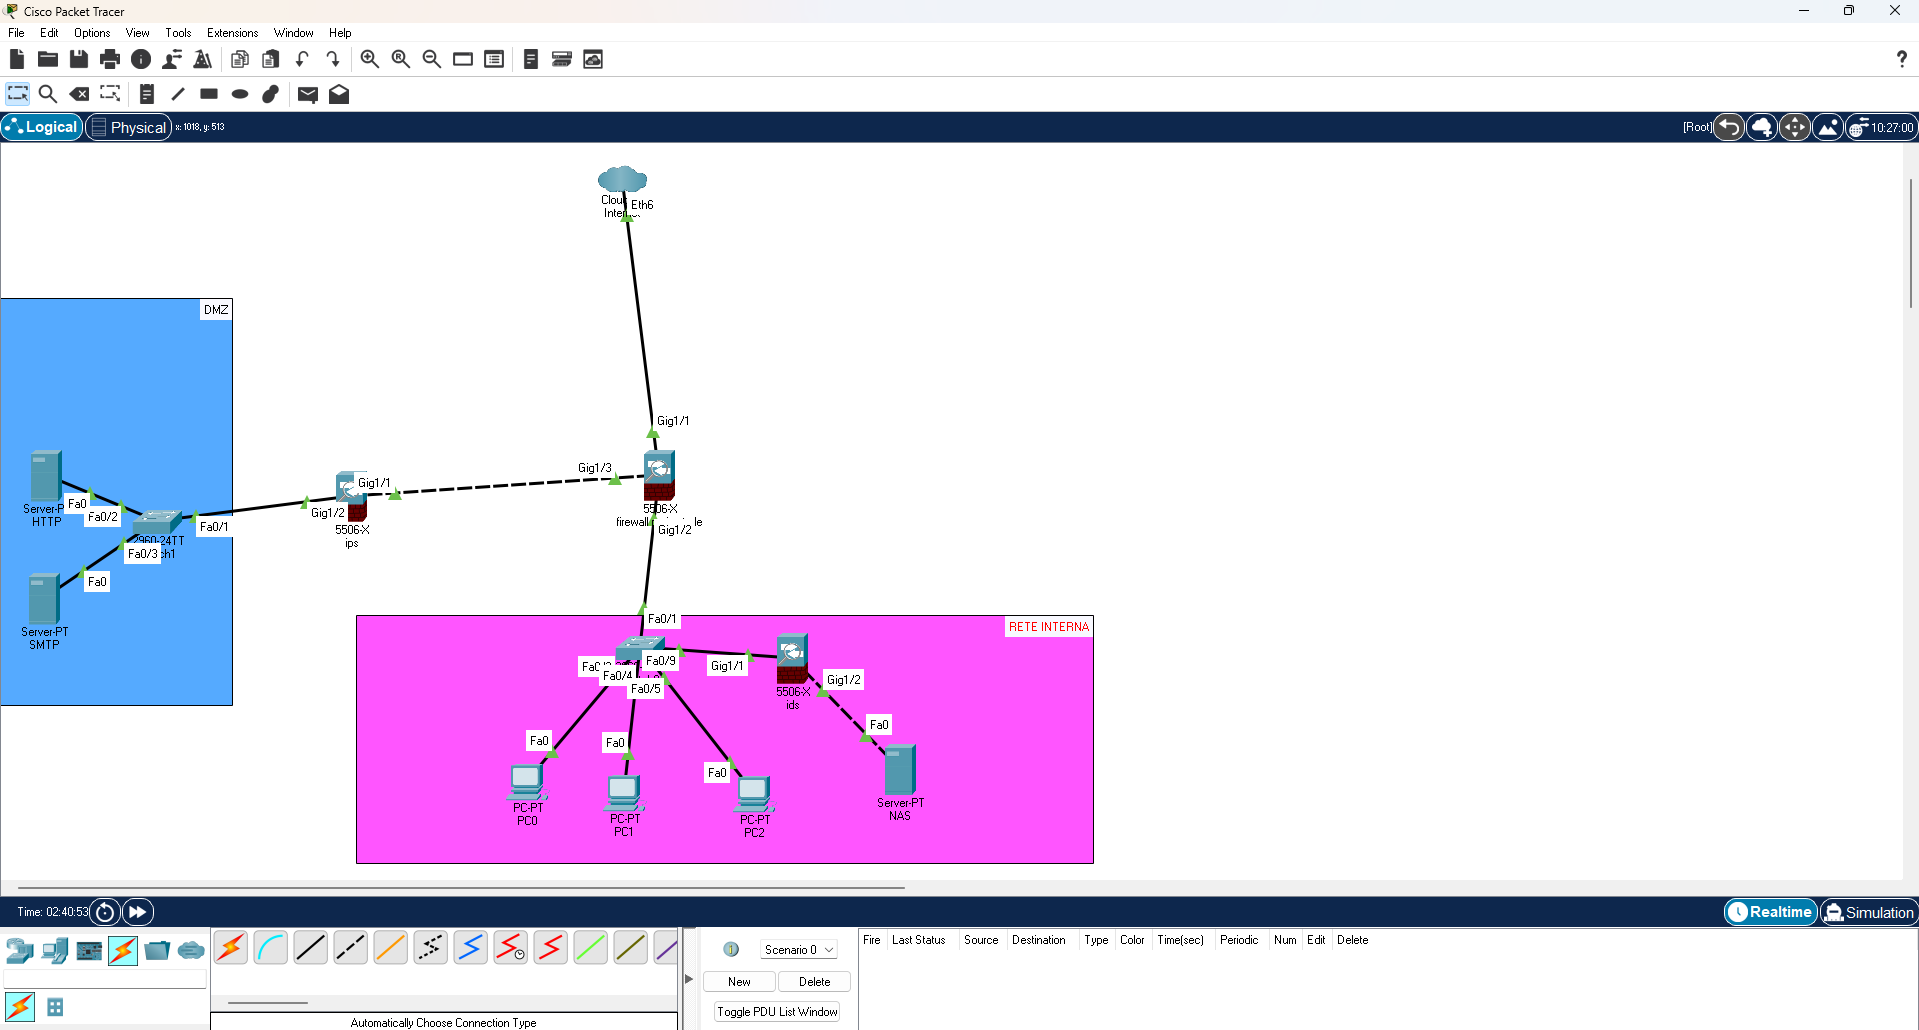 Cisco Packet Tracer
File Edit Options View Tools Extensions Window Help
Logical Physical x: 1018, y: 513 [Root] 10:27:00
Eth6
DMZ
Gig1/1
Gig1/3
Gig1/1
Fa0
HTTP
Fa0/2
Gig1/2
Fa0/1
5506-X
ips
5506-X
Gig1/2
2960-24TT
Fa0/3
Fa0
Server-PT
SMTP
Fa0/1
RETE INTERNA
Fa0/9
Gig1/1
Fa0/4
Fa0/5
5506-X
ids
Gig1/2
Fa0
Fa0
Fa0
Fa0
PC-PT
PC0
PC-PT
PC1
PC-PT
PC2
Server-PT
NAS
Time: 02:40:53 Realtime Simulation
Scenario 0
New Delete
Toggle PDU List Window
Fire Last Status Source Destination Type Color Time(sec) Periodic Num Edit Delete
Automatically Choose Connection Type